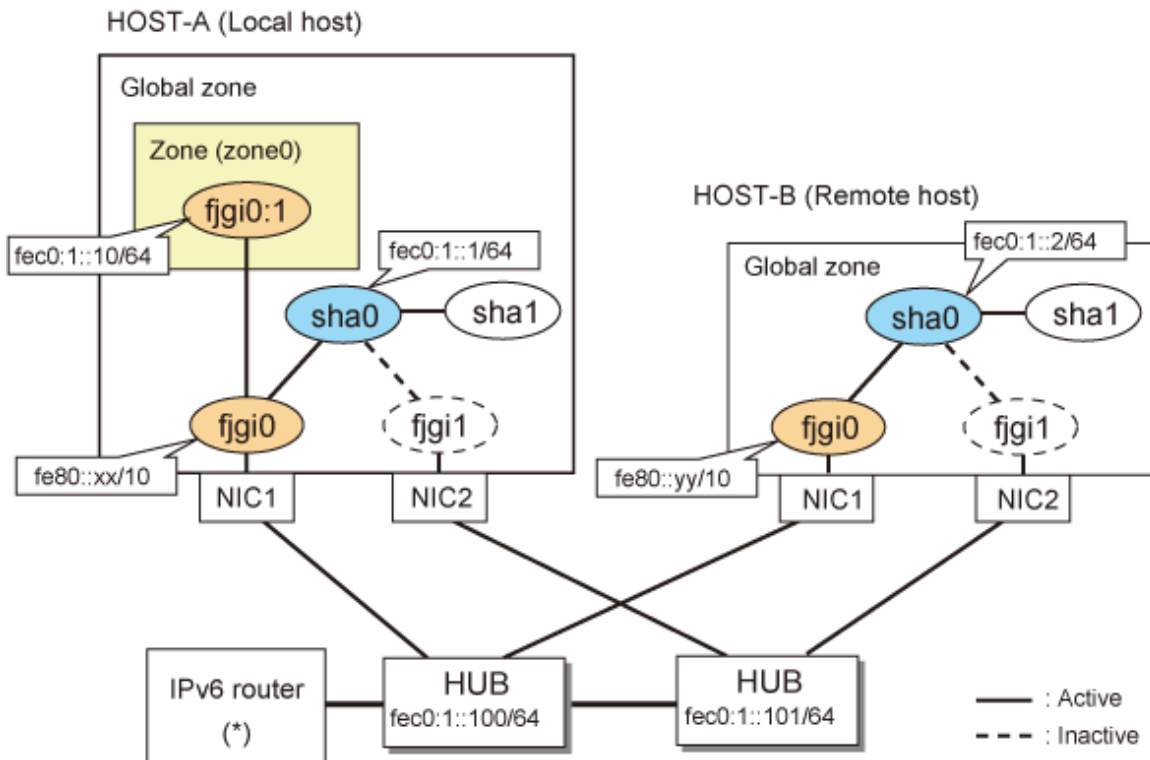 HOST-A (Local host)
Global zone
Zone (zone0)
fjgi0:1
fec0:1::10/64
fec0:1::1/64
sha0
sha1
fjgi0
fjgi1
fe80::xx/10
NIC1
NIC2
HOST-B (Remote host)
fec0:1::2/64
Global zone
sha0
sha1
fjgi0
fjgi1
fe80::yy/10
NIC1
NIC2
IPv6 router
(*)
HUB
fec0:1::100/64
HUB
fec0:1::101/64
: Active
: Inactive